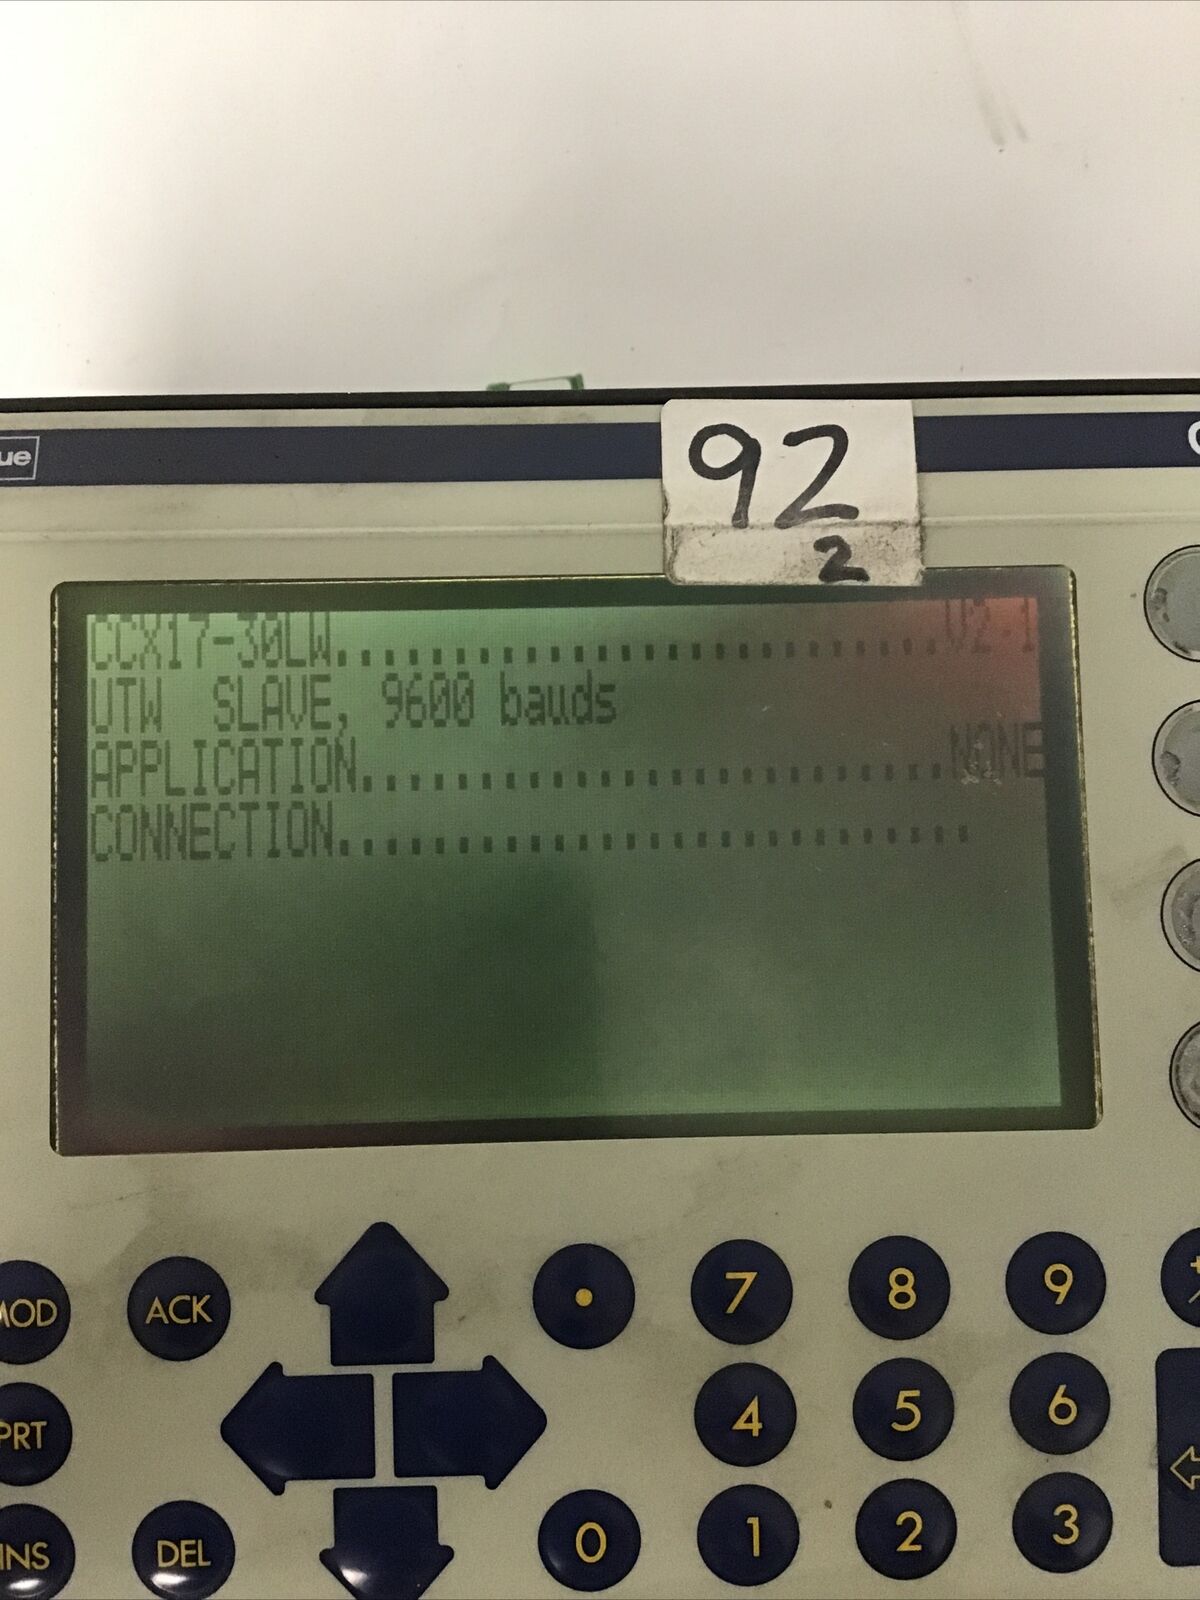 ue
92
2
CCX17-30LW..........................V2.1
UTW  SLAVE, 9600 bauds
APPLICATION.........................NONE
CONNECTION...........................
MOD ACK . 7 8 9
PRT 4 5 6
INS DEL 0 1 2 3